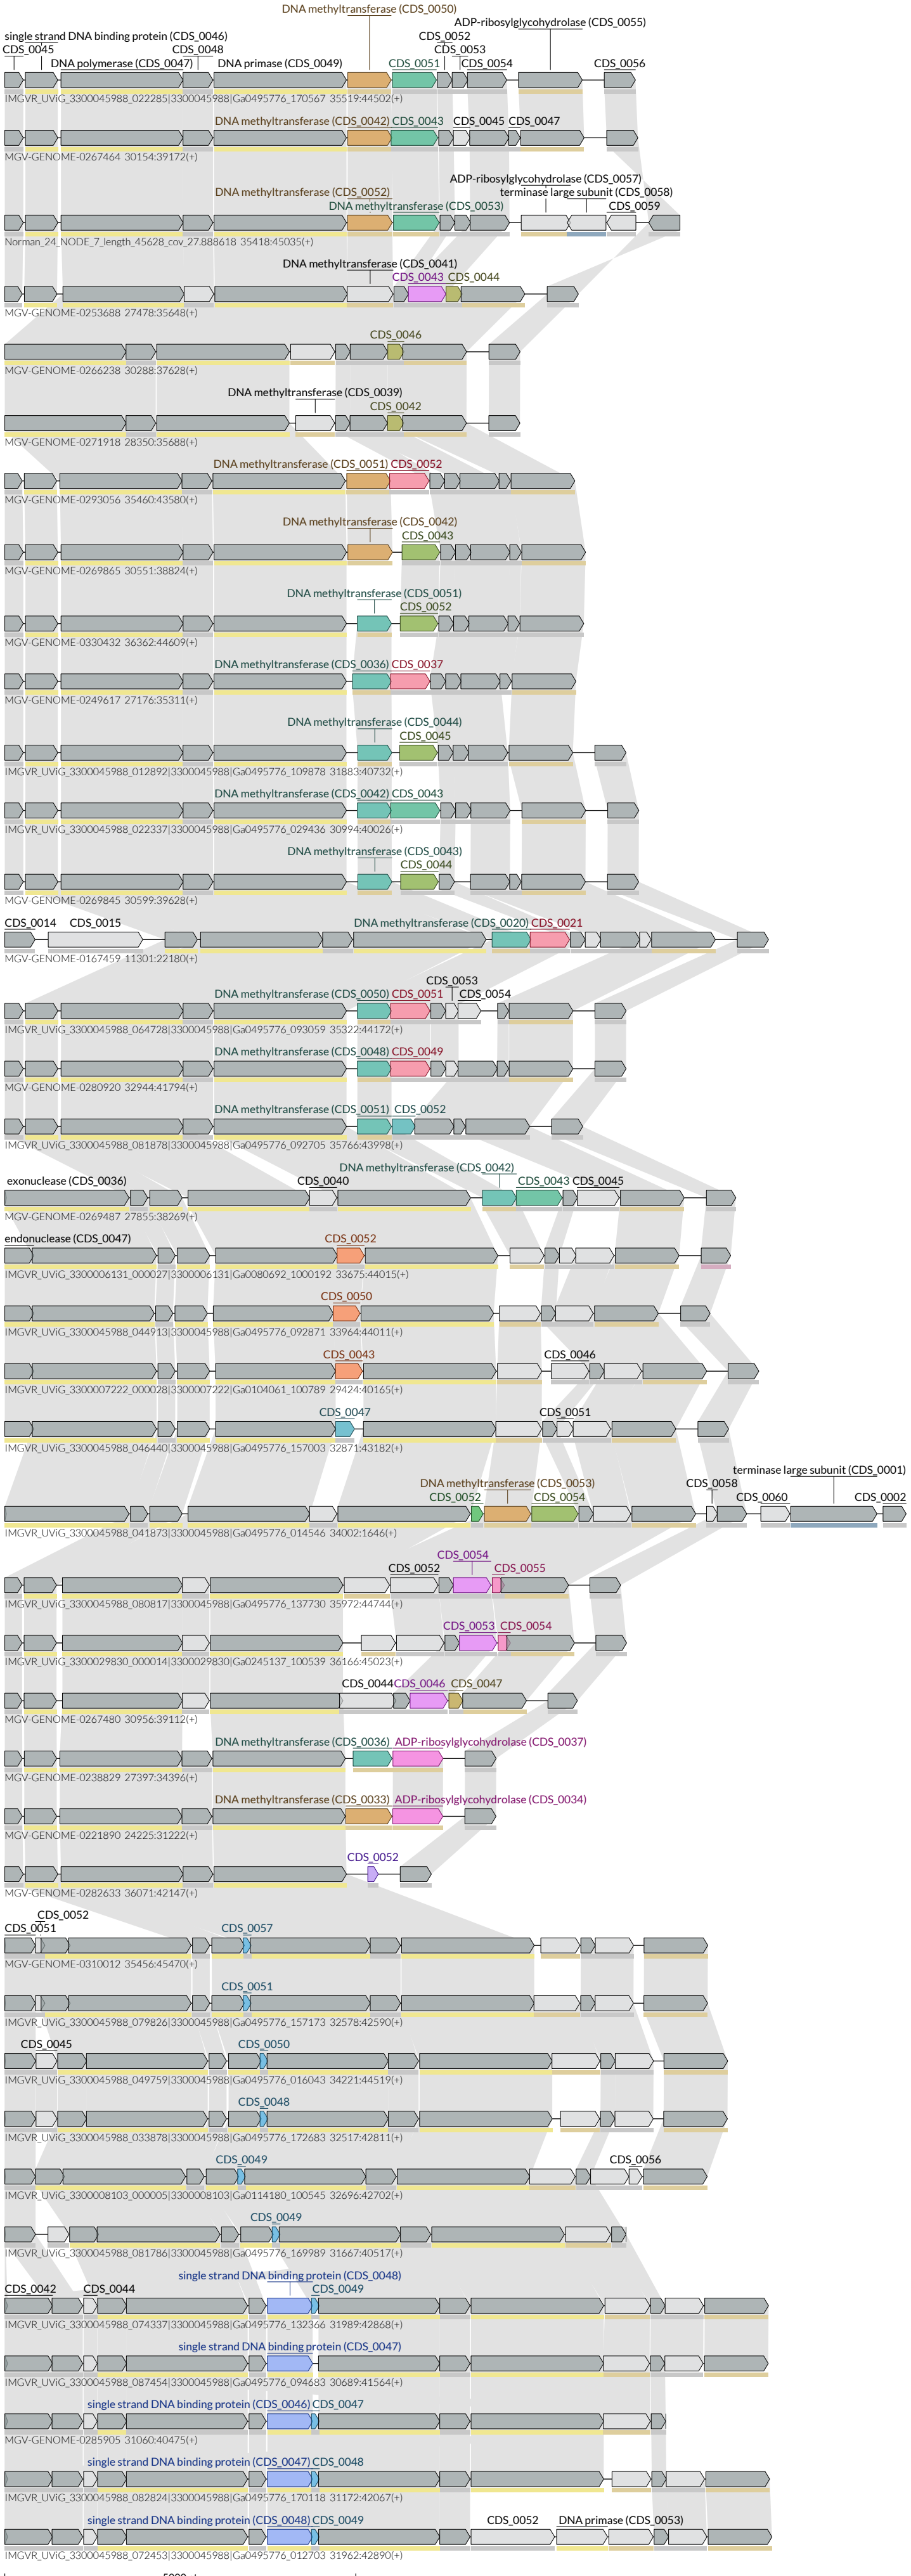 DNA methyltransferase (CDS_0050)
ADP-ribosylglycohydrolase (CDS_0055)
single strand DNA binding protein (CDS_0046) CDS_0052
CDS_0045 CDS_0048 CDS_0053
DNA polymerase (CDS_0047) DNA primase (CDS_0049) CDS_0051 CDS_0054 CDS_0056
IMGVR_UViG_3300045988_022285|3300045988|Ga0495776_170567 35519:44502(+)
DNA methyltransferase (CDS_0042) CDS_0043 CDS_0045 CDS_0047
MGV-GENOME-0267464 30154:39172(+)
ADP-ribosylglycohydrolase (CDS_0057)
DNA methyltransferase (CDS_0052) terminase large subunit (CDS_0058)
DNA methyltransferase (CDS_0053) CDS_0059
Norman_24_NODE_7_length_45628_cov_27.888618 35418:45035(+)
DNA methyltransferase (CDS_0041)
CDS_0043 CDS_0044
MGV-GENOME-0253688 27478:35648(+)
CDS_0046
MGV-GENOME-0266238 30288:37628(+)
DNA methyltransferase (CDS_0039)
CDS_0042
MGV-GENOME-0271918 28350:35688(+)
DNA methyltransferase (CDS_0051) CDS_0052
MGV-GENOME-0293056 35460:43580(+)
DNA methyltransferase (CDS_0042)
CDS_0043
MGV-GENOME-0269865 30551:38824(+)
DNA methyltransferase (CDS_0051)
CDS_0052
MGV-GENOME-0330432 36362:44609(+)
DNA methyltransferase (CDS_0036) CDS_0037
MGV-GENOME-0249617 27176:35311(+)
DNA methyltransferase (CDS_0044)
CDS_0045
IMGVR_UViG_3300045988_012892|3300045988|Ga0495776_109878 31883:40732(+)
DNA methyltransferase (CDS_0042) CDS_0043
IMGVR_UViG_3300045988_022337|3300045988|Ga0495776_029436 30994:40026(+)
DNA methyltransferase (CDS_0043)
CDS_0044
MGV-GENOME-0269845 30599:39628(+)
CDS_0014 CDS_0015 DNA methyltransferase (CDS_0020) CDS_0021
MGV-GENOME-0167459 11301:22180(+)
CDS_0053
DNA methyltransferase (CDS_0050) CDS_0051 CDS_0054
IMGVR_UViG_3300045988_064728|3300045988|Ga0495776_093059 35322:44172(+)
DNA methyltransferase (CDS_0048) CDS_0049
MGV-GENOME-0280920 32944:41794(+)
DNA methyltransferase (CDS_0051) CDS_0052
IMGVR_UViG_3300045988_081878|3300045988|Ga0495776_092705 35766:43998(+)
DNA methyltransferase (CDS_0042)
exonuclease (CDS_0036) CDS_0040 CDS_0043 CDS_0045
MGV-GENOME-0269487 27855:38269(+)
endonuclease (CDS_0047) CDS_0052
IMGVR_UViG_3300006131_000027|3300006131|Ga0080692_1000192 33675:44015(+)
CDS_0050
IMGVR_UViG_3300045988_044913|3300045988|Ga0495776_092871 33964:44011(+)
CDS_0043 CDS_0046
IMGVR_UViG_3300007222_000028|3300007222|Ga0104061_100789 29424:40165(+)
CDS_0047 CDS_0051
IMGVR_UViG_3300045988_046440|3300045988|Ga0495776_157003 32871:43182(+)
terminase large subunit (CDS_0001)
DNA methyltransferase (CDS_0053) CDS_0058
CDS_0052 CDS_0054 CDS_0060 CDS_0002
IMGVR_UViG_3300045988_041873|3300045988|Ga0495776_014546 34002:1646(+)
CDS_0054
CDS_0052 CDS_0055
IMGVR_UViG_3300045988_080817|3300045988|Ga0495776_137730 35972:44744(+)
CDS_0053 CDS_0054
IMGVR_UViG_3300029830_000014|3300029830|Ga0245137_100539 36166:45023(+)
CDS_0044 CDS_0046 CDS_0047
MGV-GENOME-0267480 30956:39112(+)
DNA methyltransferase (CDS_0036) ADP-ribosylglycohydrolase (CDS_0037)
MGV-GENOME-0238829 27397:34396(+)
DNA methyltransferase (CDS_0033) ADP-ribosylglycohydrolase (CDS_0034)
MGV-GENOME-0221890 24225:31222(+)
CDS_0052
MGV-GENOME-0282633 36071:42147(+)
CDS_0052
CDS_0051 CDS_0057
MGV-GENOME-0310012 35456:45470(+)
CDS_0051
IMGVR_UViG_3300045988_079826|3300045988|Ga0495776_157173 32578:42590(+)
CDS_0045 CDS_0050
IMGVR_UViG_3300045988_049759|3300045988|Ga0495776_016043 34221:44519(+)
CDS_0048
IMGVR_UViG_3300045988_033878|3300045988|Ga0495776_172683 32517:42811(+)
CDS_0049 CDS_0056
IMGVR_UViG_3300008103_000005|3300008103|Ga0114180_100545 32696:42702(+)
CDS_0049
IMGVR_UViG_3300045988_081786|3300045988|Ga0495776_169989 31667:40517(+)
single strand DNA binding protein (CDS_0048)
CDS_0042 CDS_0044 CDS_0049
IMGVR_UViG_3300045988_074337|3300045988|Ga0495776_132366 31989:42868(+)
single strand DNA binding protein (CDS_0047)
IMGVR_UViG_3300045988_087454|3300045988|Ga0495776_094683 30689:41564(+)
single strand DNA binding protein (CDS_0046) CDS_0047
MGV-GENOME-0285905 31060:40475(+)
single strand DNA binding protein (CDS_0047) CDS_0048
IMGVR_UViG_3300045988_082824|3300045988|Ga0495776_170118 31172:42067(+)
single strand DNA binding protein (CDS_0048) CDS_0049 CDS_0052 DNA primase (CDS_0053)
IMGVR_UViG_3300045988_072453|3300045988|Ga0495776_012703 31962:42890(+)